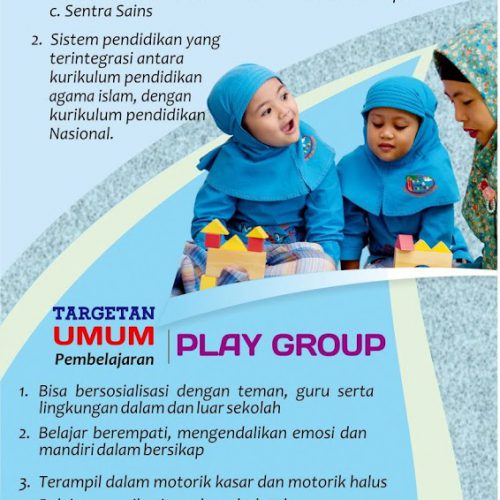 c. Sentra Sains
2. Sistem pendidikan yang
terintegrasi antara
kurikulum pendidikan
agama islam, dengan
kurikulum pendidikan
Nasional.
TARGETAN
UMUM
Pembelajaran
PLAY GROUP
1. Bisa bersosialisasi dengan teman, guru serta
lingkungan dalam dan luar sekolah
2. Belajar berempati, mengendalikan emosi dan
mandiri dalam bersikap
3. Terampil dalam motorik kasar dan motorik halus